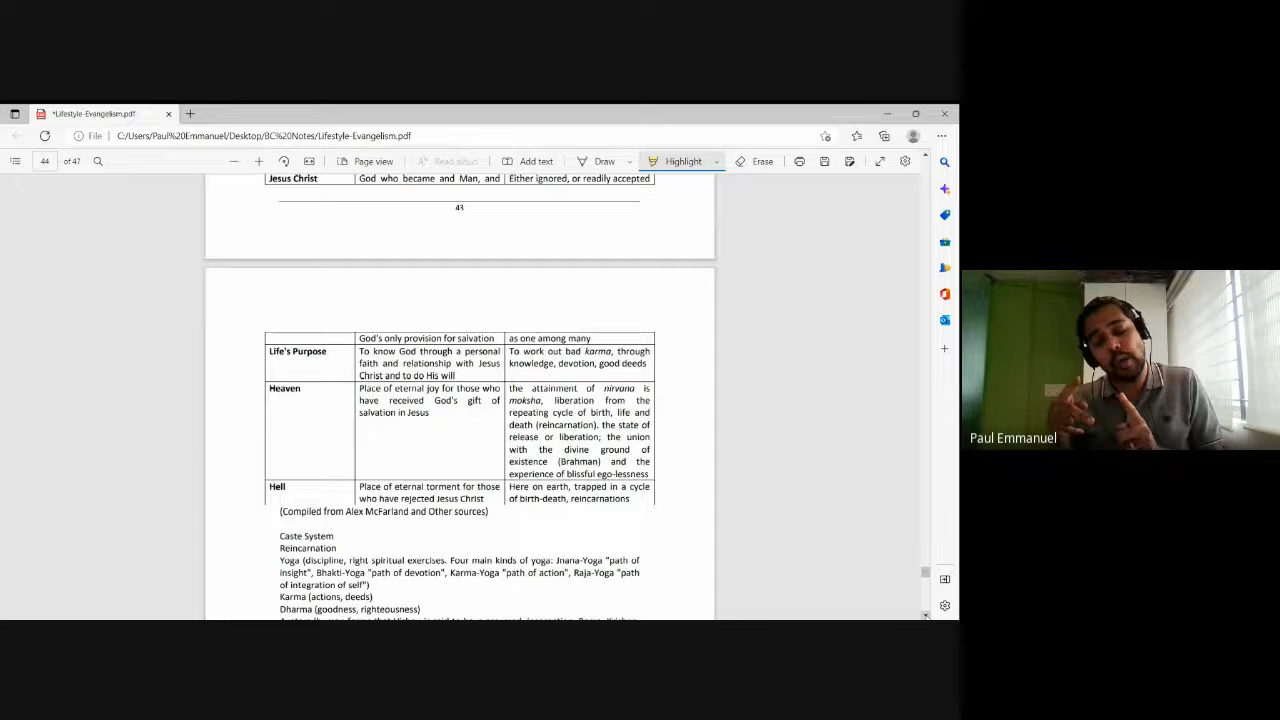 *Lifestyle-Evangelism.pdf
File C:/Users/Paul%20Emmanuel/Desktop/BC%20Notes/Lifestyle-Evangelism.pdf
44 of 47 Page view Read aloud Add text Draw Highlight Erase
Jesus Christ God who became and Man, and Either ignored, or readily accepted
43
God's only provision for salvation as one among many
Life's Purpose To know God through a personal To work out bad karma, through
faith and relationship with Jesus knowledge, devotion, good deeds
Christ and to do His will
Heaven Place of eternal joy for those who the attainment of nirvana is
have received God's gift of moksha, liberation from the
salvation in Jesus repeating cycle of birth, life and
death (reincarnation). the state of
release or liberation; the union
with the divine ground of
existence (Brahman) and the
experience of blissful ego-lessness
Hell Place of eternal torment for those Here on earth, trapped in a cycle
who have rejected Jesus Christ of birth-death, reincarnations
(Compiled from Alex McFarland and Other sources)
Caste System
Reincarnation
Yoga (discipline, right spiritual exercises. Four main kinds of yoga: Jnana-Yoga "path of
insight", Bhakti-Yoga "path of devotion", Karma-Yoga "path of action", Raja-Yoga "path
of integration of self")
Karma (actions, deeds)
Dharma (goodness, righteousness)
Paul Emmanuel